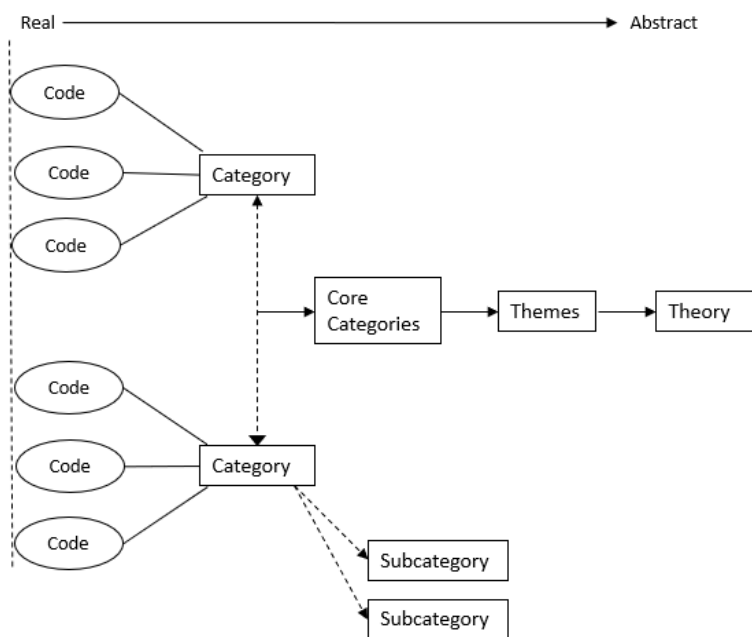 Real
Abstract
Code
Code
Category
Code
Core
Categories
Themes
Theory
Code
Code
Category
Code
Subcategory
Subcategory